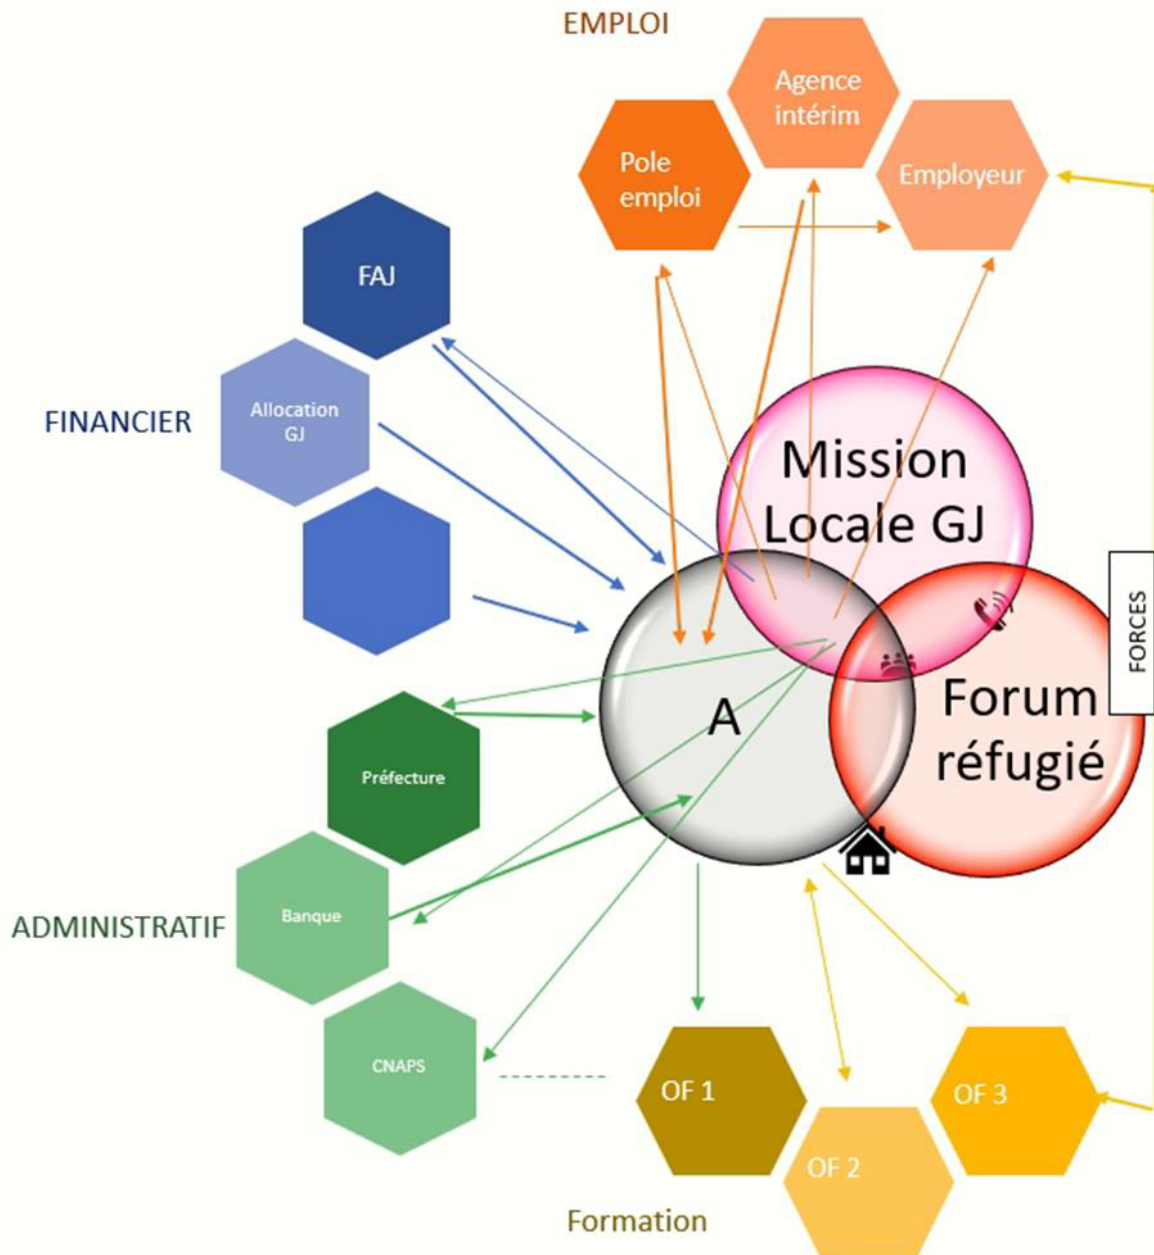 EMPLOI
Agence
intérim
Pole
emploi
Employeur
FAJ
FINANCIER
Allocation
GJ
Mission
Locale GJ
FORCES
A
Forum
réfugié
Préfecture
ADMINISTRATIF
Banque
CNAPS
OF 1
OF 2
OF 3
Formation